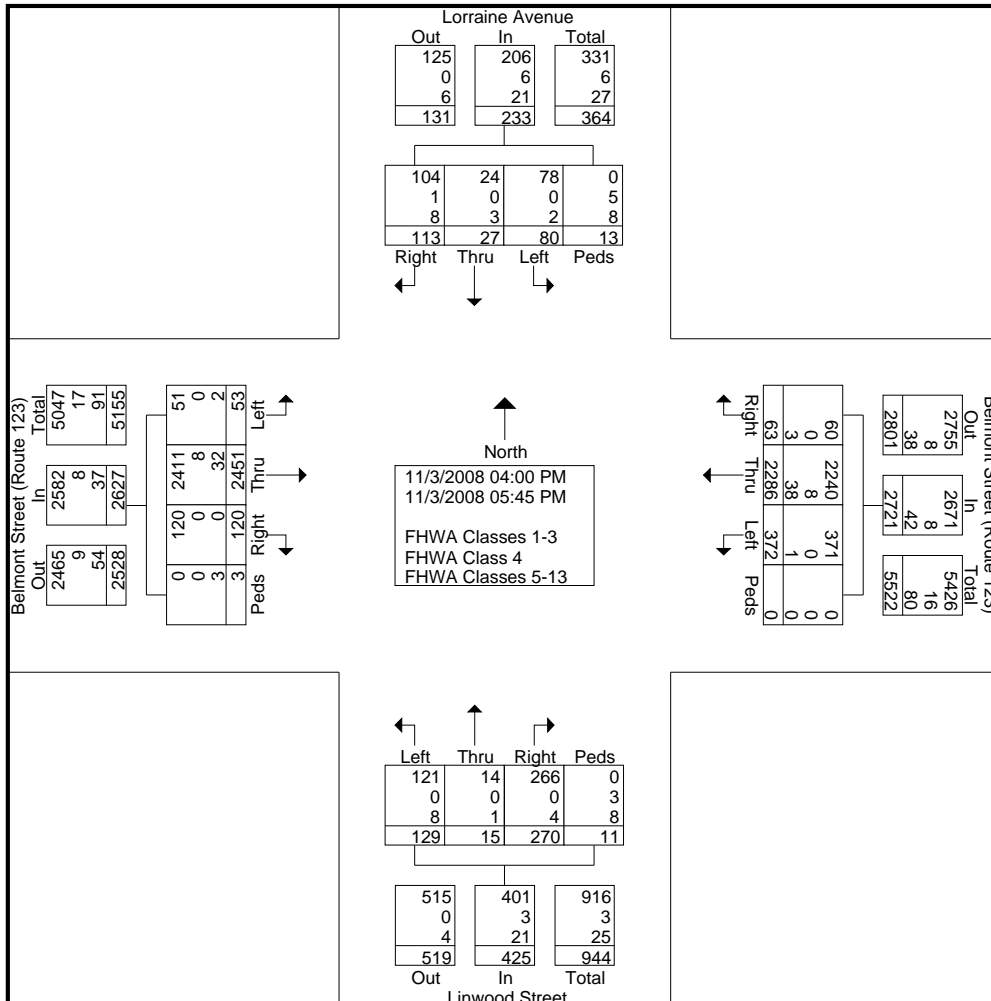 Lorraine Avenue
Out In Total
125 206 331
0 6 6
6 21 27
131 233 364
104 24 78 0
1 0 0 5
8 3 2 8
113 27 80 13
Right Thru Left Peds
Belmont Street (Route 123)
Total In Out
5047 2582 2465
17 8 9
91 37 54
5155 2627 2528
51 2411 120 0
0 8 0 0
2 32 0 3
53 2451 120 3
Left Thru Right Peds
North
11/3/2008 04:00 PM
11/3/2008 05:45 PM
FHWA Classes 1-3
FHWA Class 4
FHWA Classes 5-13
Right Thru Left Peds
63 2286 372 0
3 38 1 0
0 8 0 0
60 2240 371 0
Belmont Street (Route 123)
Out In Total
2755 2671 5426
8 8 16
38 42 80
2801 2721 5522
Left Thru Right Peds
121 14 266 0
0 0 0 3
8 1 4 8
129 15 270 11
515 401 916
0 3 3
4 21 25
519 425 944
Out In Total
Linwood Street